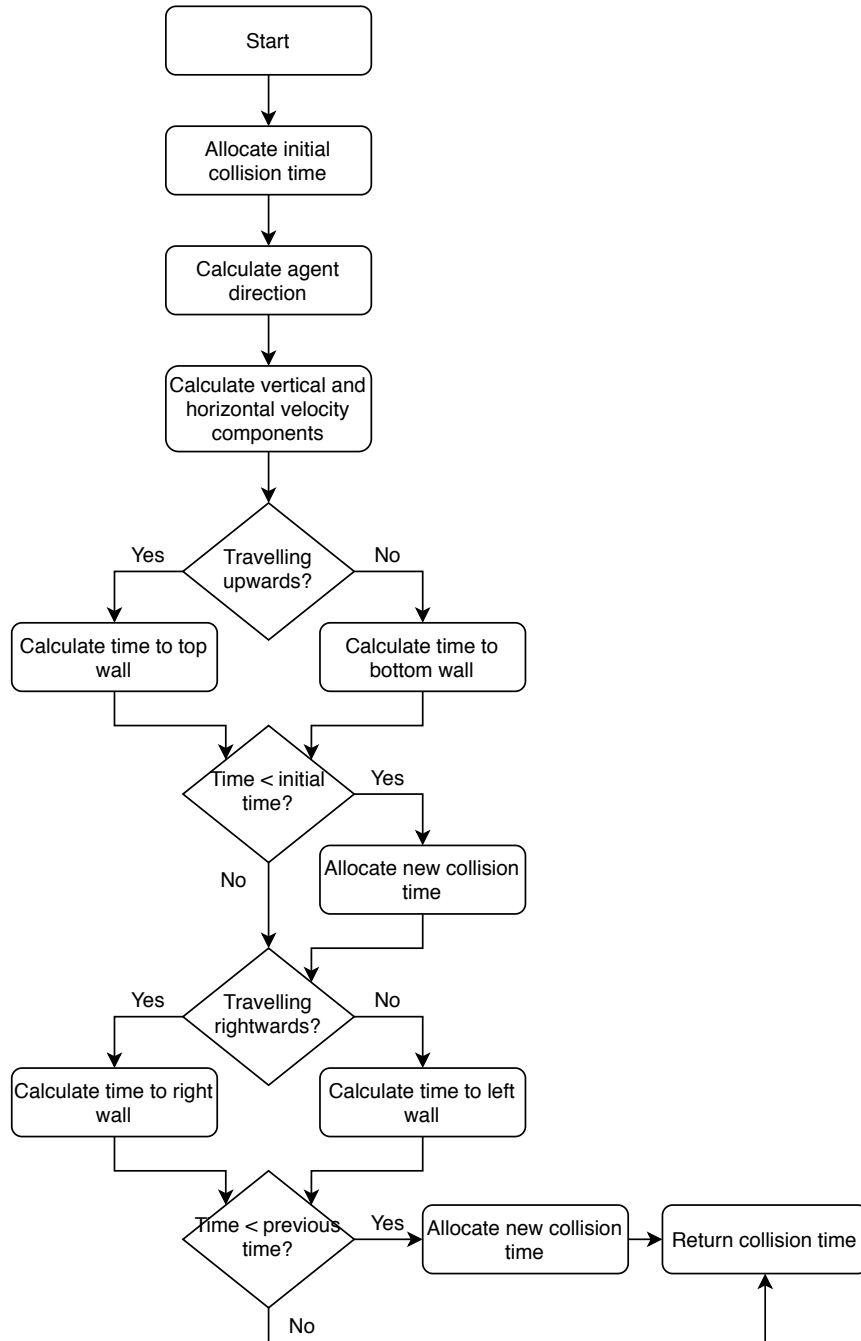 Start
Allocate initial
collision time
Calculate agent
direction
Calculate vertical and
horizontal velocity
components
Travelling
upwards?
Yes
No
Calculate time to top
wall
Calculate time to
bottom wall
Time < initial
time?
Yes
No
Allocate new collision
time
Travelling
rightwards?
Yes
No
Calculate time to right
wall
Calculate time to left
wall
Time < previous
time?
Yes
No
Allocate new collision
time
Return collision time